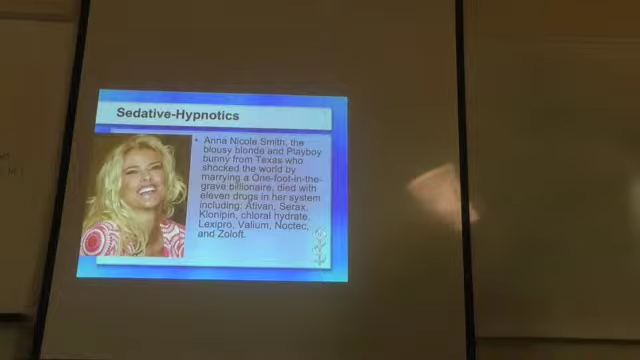 Sedative-Hypnotics
• Anna Nicole Smith, the
blousy blonde and Playboy
bunny from Texas who
shocked the world by
marrying a One-foot-in-the-
grave billionaire, died with
eleven drugs in her system
including: Ativan, Serax,
Klonipin, chloral hydrate,
Lexipro, Valium, Noctec,
and Zoloft.